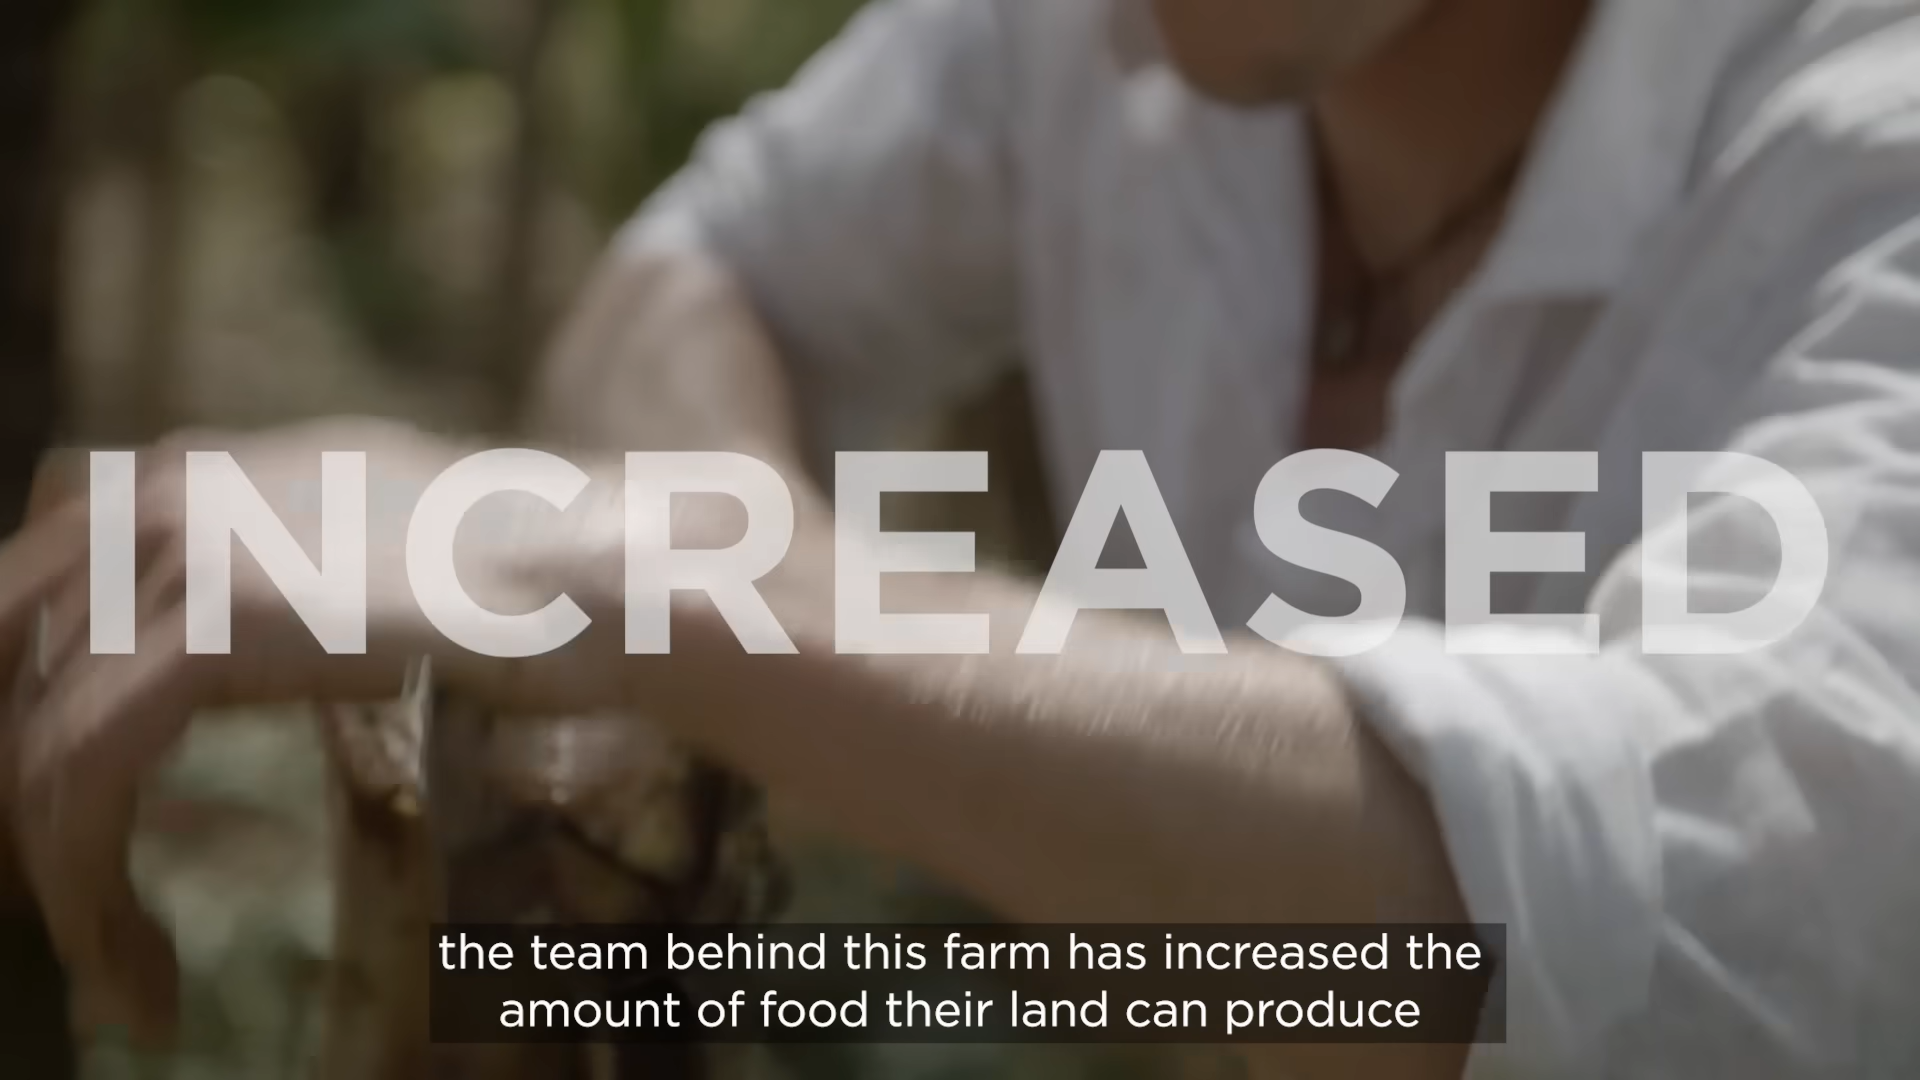 INCREASED
the team behind this farm has increased the
amount of food their land can produce